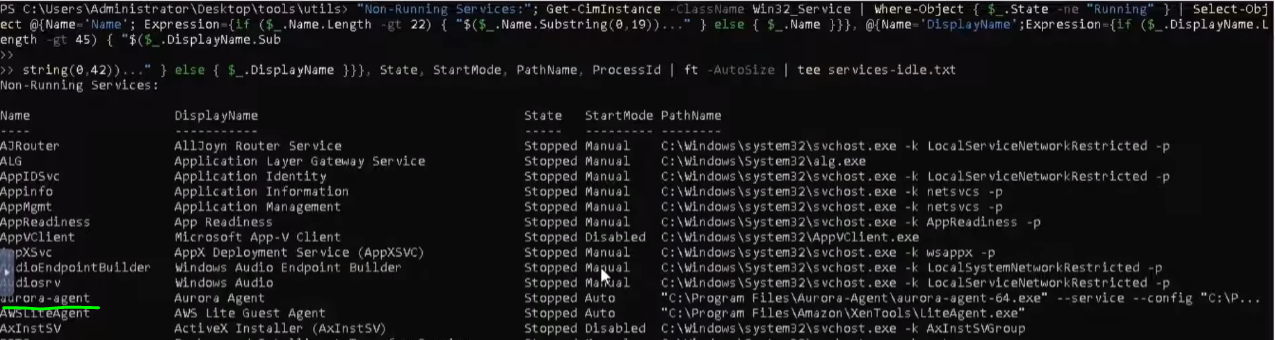 PS C:\Users\Administrator\Desktop\tools\utils> "Non-Running Services:"; Get-CimInstance -ClassName Win32_Service | Where-Object { $_.State -ne "Running" } | Select-Obj
ect @{Name='Name'; Expression={if ($_.Name.Length -gt 22) { "$($_.Name.Substring(0,19))..." } else { $_.Name }}}, @{Name='DisplayName';Expression={if ($_.DisplayName.L
ength -gt 45) { "$($_.DisplayName.Sub
>>
>> string(0,42))..." } else { $_.DisplayName }}}, State, StartMode, PathName, ProcessId | ft -AutoSize | tee services-idle.txt
Non-Running Services:
Name DisplayName State StartMode PathName
---- ----------- ----- --------- --------
AJRouter AllJoyn Router Service Stopped Manual C:\Windows\system32\svchost.exe -k LocalServiceNetworkRestricted -p
ALG Application Layer Gateway Service Stopped Manual C:\Windows\System32\alg.exe
AppIDSvc Application Identity Stopped Manual C:\Windows\system32\svchost.exe -k LocalServiceNetworkRestricted -p
Appinfo Application Information Stopped Manual C:\Windows\system32\svchost.exe -k netsvcs -p
AppMgmt Application Management Stopped Manual C:\Windows\system32\svchost.exe -k netsvcs -p
AppReadiness App Readiness Stopped Manual C:\Windows\System32\svchost.exe -k AppReadiness -p
AppVClient Microsoft App-V Client Stopped Disabled C:\Windows\system32\AppVClient.exe
AppXSvc AppX Deployment Service (AppXSVC) Stopped Manual C:\Windows\system32\svchost.exe -k wsappx -p
dioEndpointBuilder Windows Audio Endpoint Builder Stopped Manual C:\Windows\System32\svchost.exe -k LocalSystemNetworkRestricted -p
udiosrv Windows Audio Stopped Manual C:\Windows\System32\svchost.exe -k LocalServiceNetworkRestricted -p
aurora-agent Aurora Agent Stopped Auto "C:\Program Files\Aurora-Agent\aurora-agent-64.exe" --service --config "C:\P...
AWSLiteAgent AWS Lite Guest Agent Stopped Auto "C:\Program Files\Amazon\XenTools\LiteAgent.exe"
AxInstSV ActiveX Installer (AxInstSV) Stopped Disabled C:\Windows\system32\svchost.exe -k AxInstSVGroup